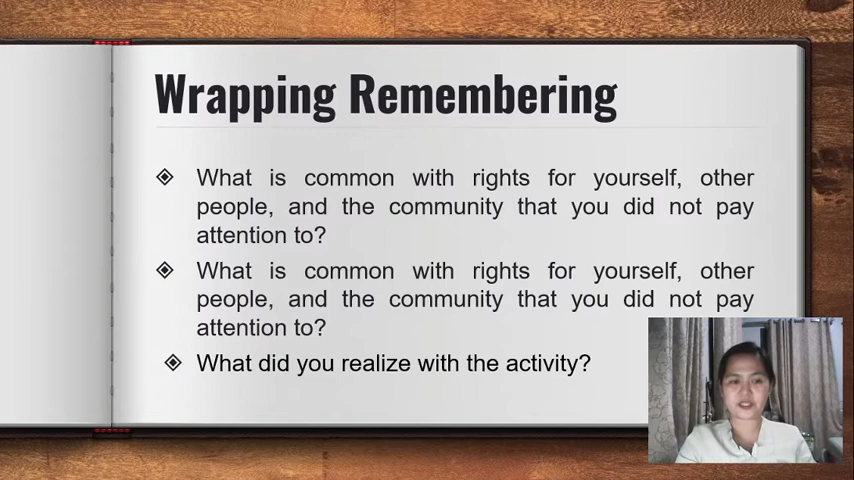 Wrapping Remembering
What is common with rights for yourself, other
people, and the community that you did not pay
attention to?
What is common with rights for yourself, other
people, and the community that you did not pay
attention to?
What did you realize with the activity?